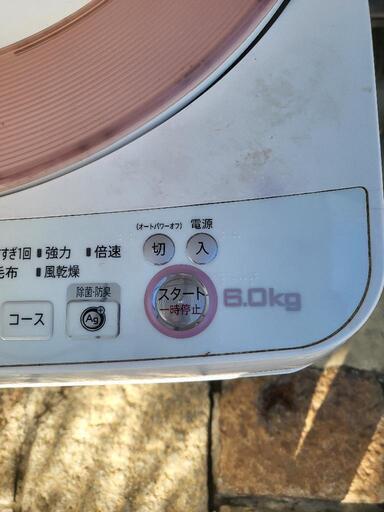 (オートパワーオフ) 電源
切 入
すすぎ1回 強力 倍速
毛布 風乾燥
除菌・防臭
コース Ag+ スタート 6.0kg
一時停止